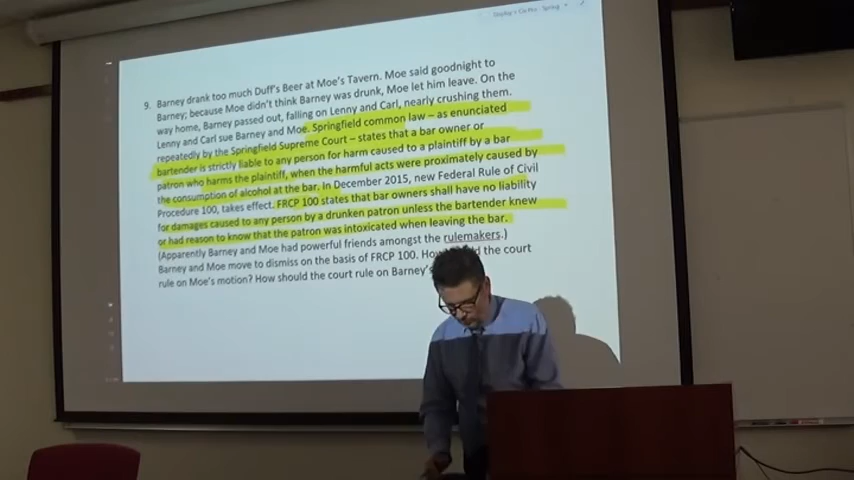 9. Barney drank too much Duff's Beer at Moe's Tavern. Moe said goodnight to
Barney; because Moe didn't think Barney was drunk, Moe let him leave. On the
way home, Barney passed out, falling on Lenny and Carl, nearly crushing them.
Lenny and Carl sue Barney and Moe. Springfield common law – as enunciated
repeatedly by the Springfield Supreme Court – states that a bar owner or
bartender is strictly liable to any person for harm caused to a plaintiff by a bar
patron who harms the plaintiff, when the harmful acts were proximately caused by
the consumption of alcohol at the bar. In December 2015, new Federal Rule of Civil
Procedure 100, takes effect. FRCP 100 states that bar owners shall have no liability
for damages caused to any person by a drunken patron unless the bartender knew
or had reason to know that the patron was intoxicated when leaving the bar.
(Apparently Barney and Moe had powerful friends amongst the rulemakers.)
Barney and Moe move to dismiss on the basis of FRCP 100. the court
rule on Moe's motion? How should the court rule on Barney's